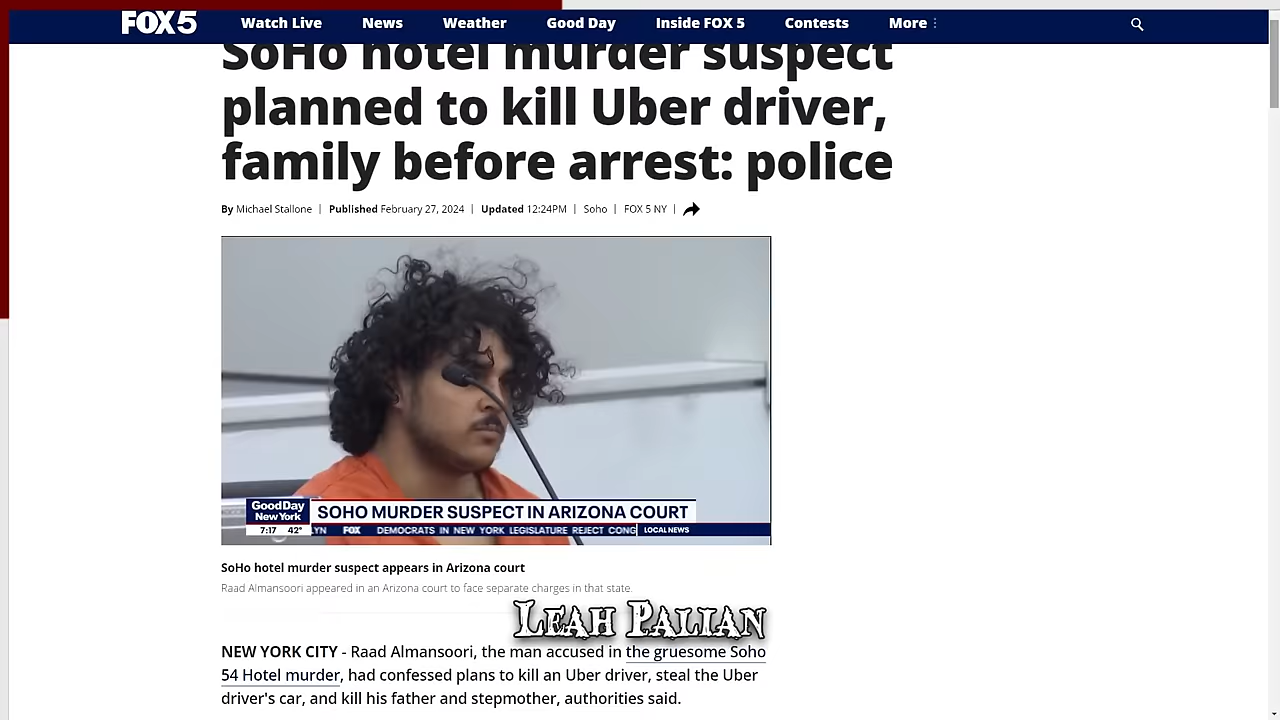 FOX 5 Watch Live News Weather Good Day Inside FOX 5 Contests More
SoHo hotel murder suspect
planned to kill Uber driver,
family before arrest: police
By Michael Stallone | Published February 27, 2024 | Updated 12:24PM | Soho | FOX 5 NY |
Good Day
New York
SOHO MURDER SUSPECT IN ARIZONA COURT
7:17 42° LYN FOX DEMOCRATS IN NEW YORK LEGISLATURE REJECT CONG LOCAL NEWS
SoHo hotel murder suspect appears in Arizona court
Raad Almansoori appeared in an Arizona court to face separate charges in that state.
LEAH PALIAN
NEW YORK CITY - Raad Almansoori, the man accused in the gruesome Soho
54 Hotel murder, had confessed plans to kill an Uber driver, steal the Uber
driver's car, and kill his father and stepmother, authorities said.